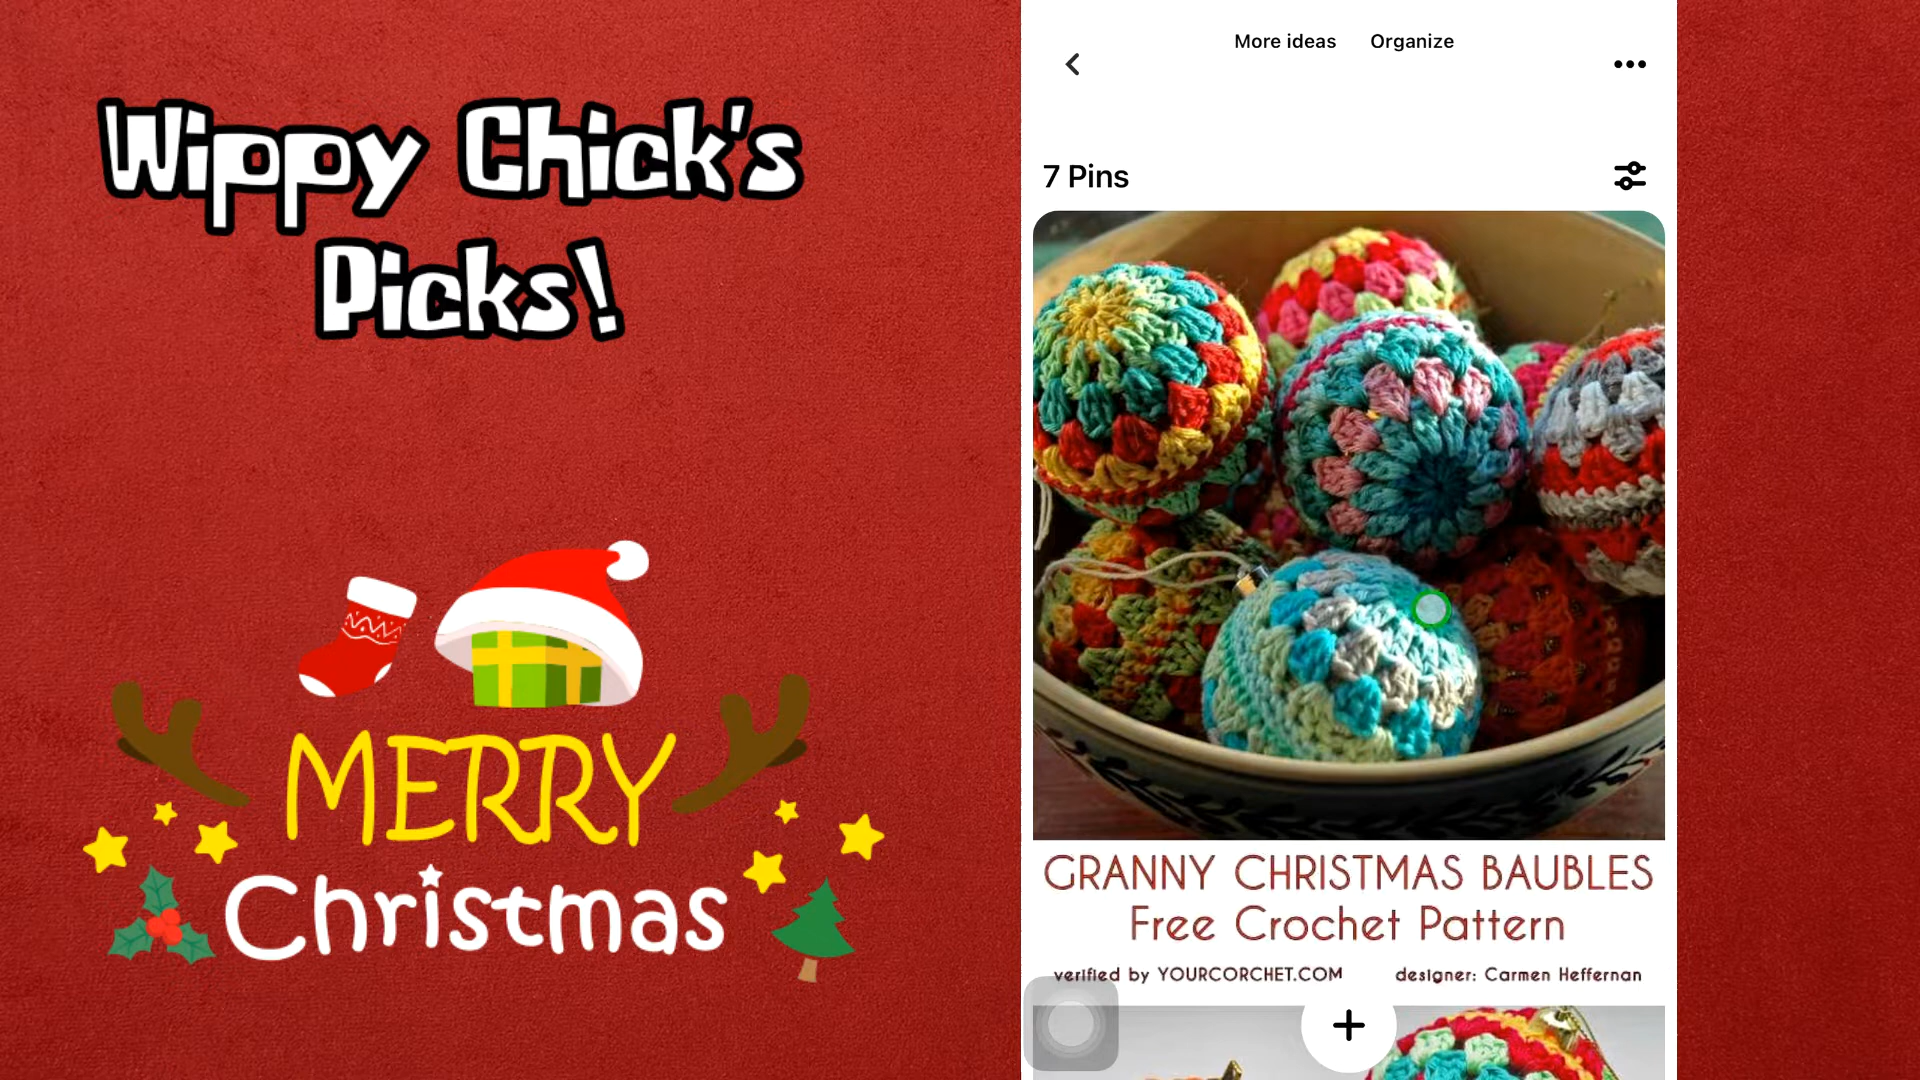 Wippy Chick's
Picks!
MERRY
Christmas
More ideas Organize
7 Pins
GRANNY CHRISTMAS BAUBLES
Free Crochet Pattern
verified by YOURCORCHET.COM designer: Carmen Heffernan